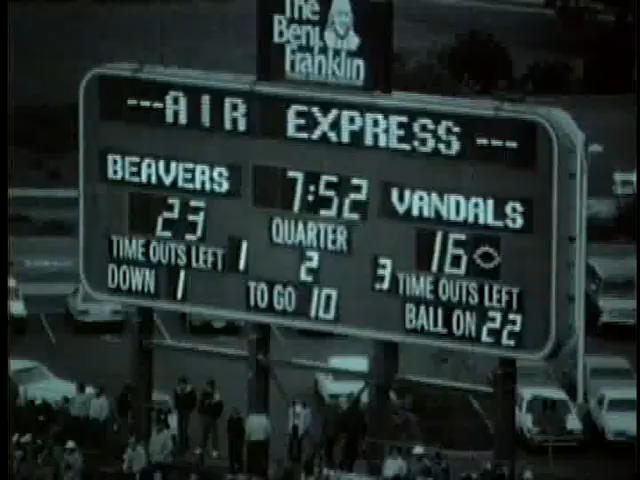 The
Benj
Franklin
---AIR EXPRESS---
BEAVERS 7:52 VANDALS
23 QUARTER 16
TIME OUTS LEFT 1 2 3 TIME OUTS LEFT
DOWN 1 TO GO 10 BALL ON 22